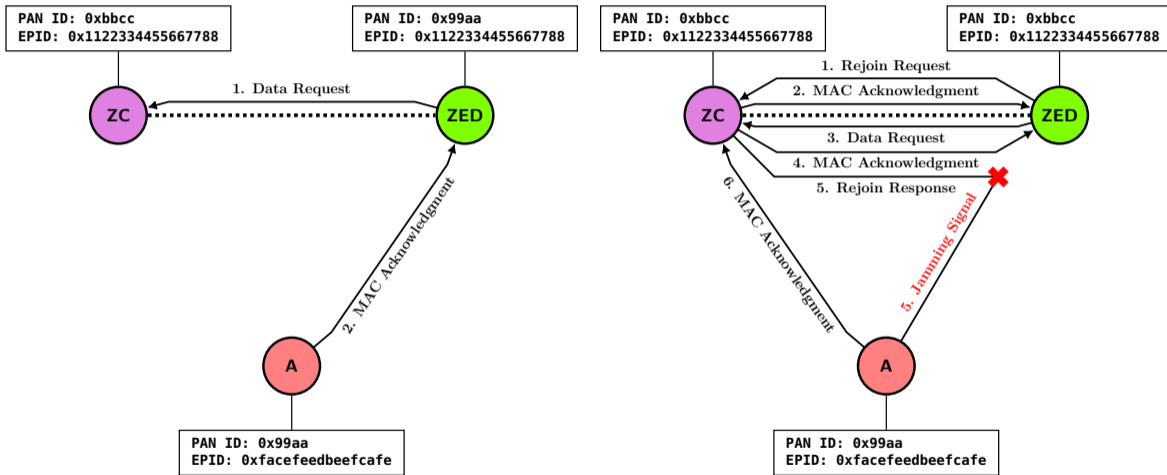 PAN ID: 0xbbcc
EPID: 0x1122334455667788
PAN ID: 0x99aa
EPID: 0x1122334455667788
1. Data Request
ZC
ZED
2. MAC Acknowledgment
A
PAN ID: 0x99aa
EPID: 0xfacefeedbeefcafe
PAN ID: 0xbbcc
EPID: 0x1122334455667788
PAN ID: 0xbbcc
EPID: 0x1122334455667788
1. Rejoin Request
2. MAC Acknowledgment
ZC
ZED
3. Data Request
4. MAC Acknowledgment
5. Rejoin Response
6. MAC Acknowledgment
5. Jamming Signal
A
PAN ID: 0x99aa
EPID: 0xfacefeedbeefcafe